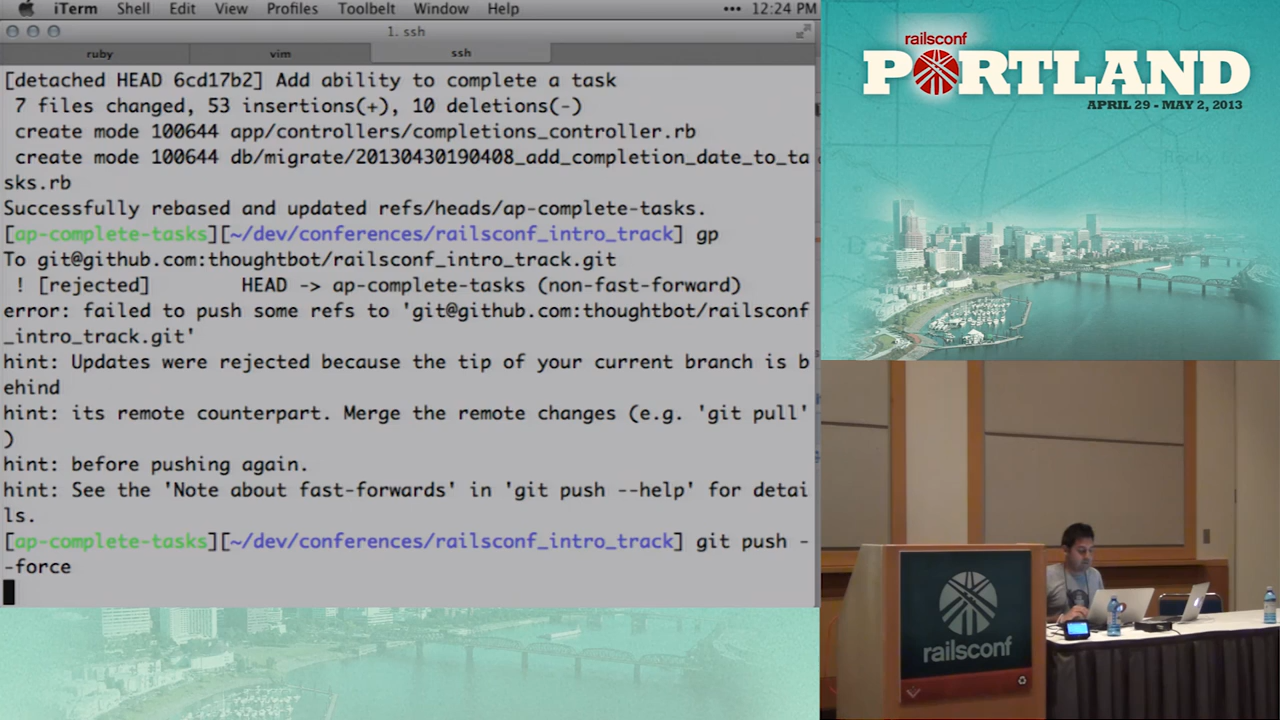 iTerm Shell Edit View Profiles Toolbelt Window Help ••• 12:24 PM
1. ssh
ruby vim ssh
[detached HEAD 6cd17b2] Add ability to complete a task
7 files changed, 53 insertions(+), 10 deletions(-)
create mode 100644 app/controllers/completions_controller.rb
create mode 100644 db/migrate/20130430190408_add_completion_date_to_ta
sks.rb
Successfully rebased and updated refs/heads/ap-complete-tasks.
[ap-complete-tasks][~/dev/conferences/railsconf_intro_track] gp
To git@github.com:thoughtbot/railsconf_intro_track.git
! [rejected]        HEAD -> ap-complete-tasks (non-fast-forward)
error: failed to push some refs to 'git@github.com:thoughtbot/railsconf
_intro_track.git'
hint: Updates were rejected because the tip of your current branch is b
ehind
hint: its remote counterpart. Merge the remote changes (e.g. 'git pull'
)
hint: before pushing again.
hint: See the 'Note about fast-forwards' in 'git push --help' for detai
ls.
[ap-complete-tasks][~/dev/conferences/railsconf_intro_track] git push -
-force
railsconf
PORTLAND
APRIL 29 - MAY 2, 2013
railsconf